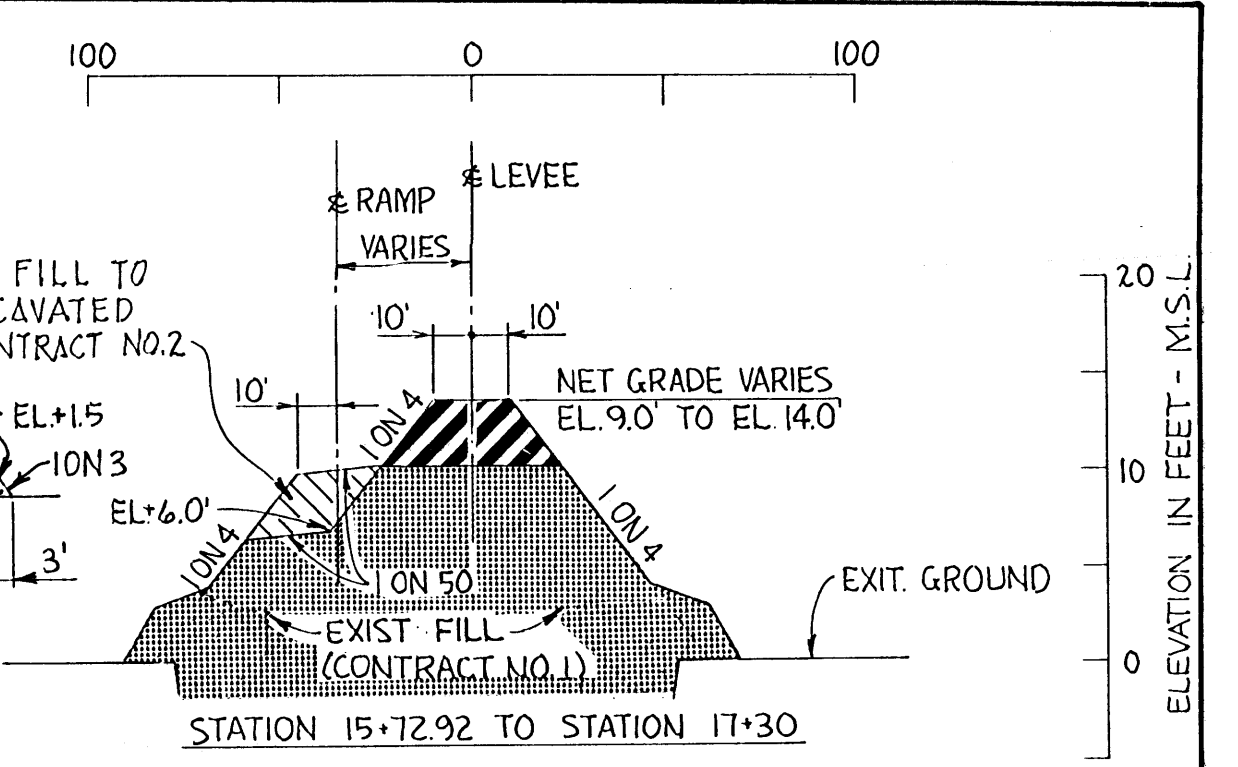 100 0 100
℄ LEVEE
℄ RAMP
VARIES
FILL TO
CAVATED
NTRACT NO.2
10' 10'
10'
1 ON 4
NET GRADE VARIES
EL. 9.0' TO EL. 14.0'
EL.+1.5
1 ON 3
EL.+6.0'
1 ON 4
1 ON 4
3'
1 ON 50
EXIST FILL
(CONTRACT NO. 1)
EXIT. GROUND
20
10
0
ELEVATION IN FEET - M.S.L.
STATION 15+72.92 TO STATION 17+30